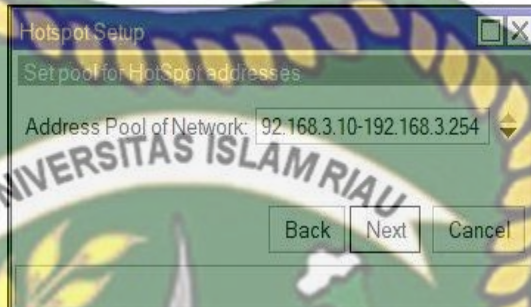 Hotspot Setup
Set pool for HotSpot addresses
Address Pool of Network: 92.168.3.10-192.168.3.254
UNIVERSITAS ISLAM RIAU
Back Next Cancel